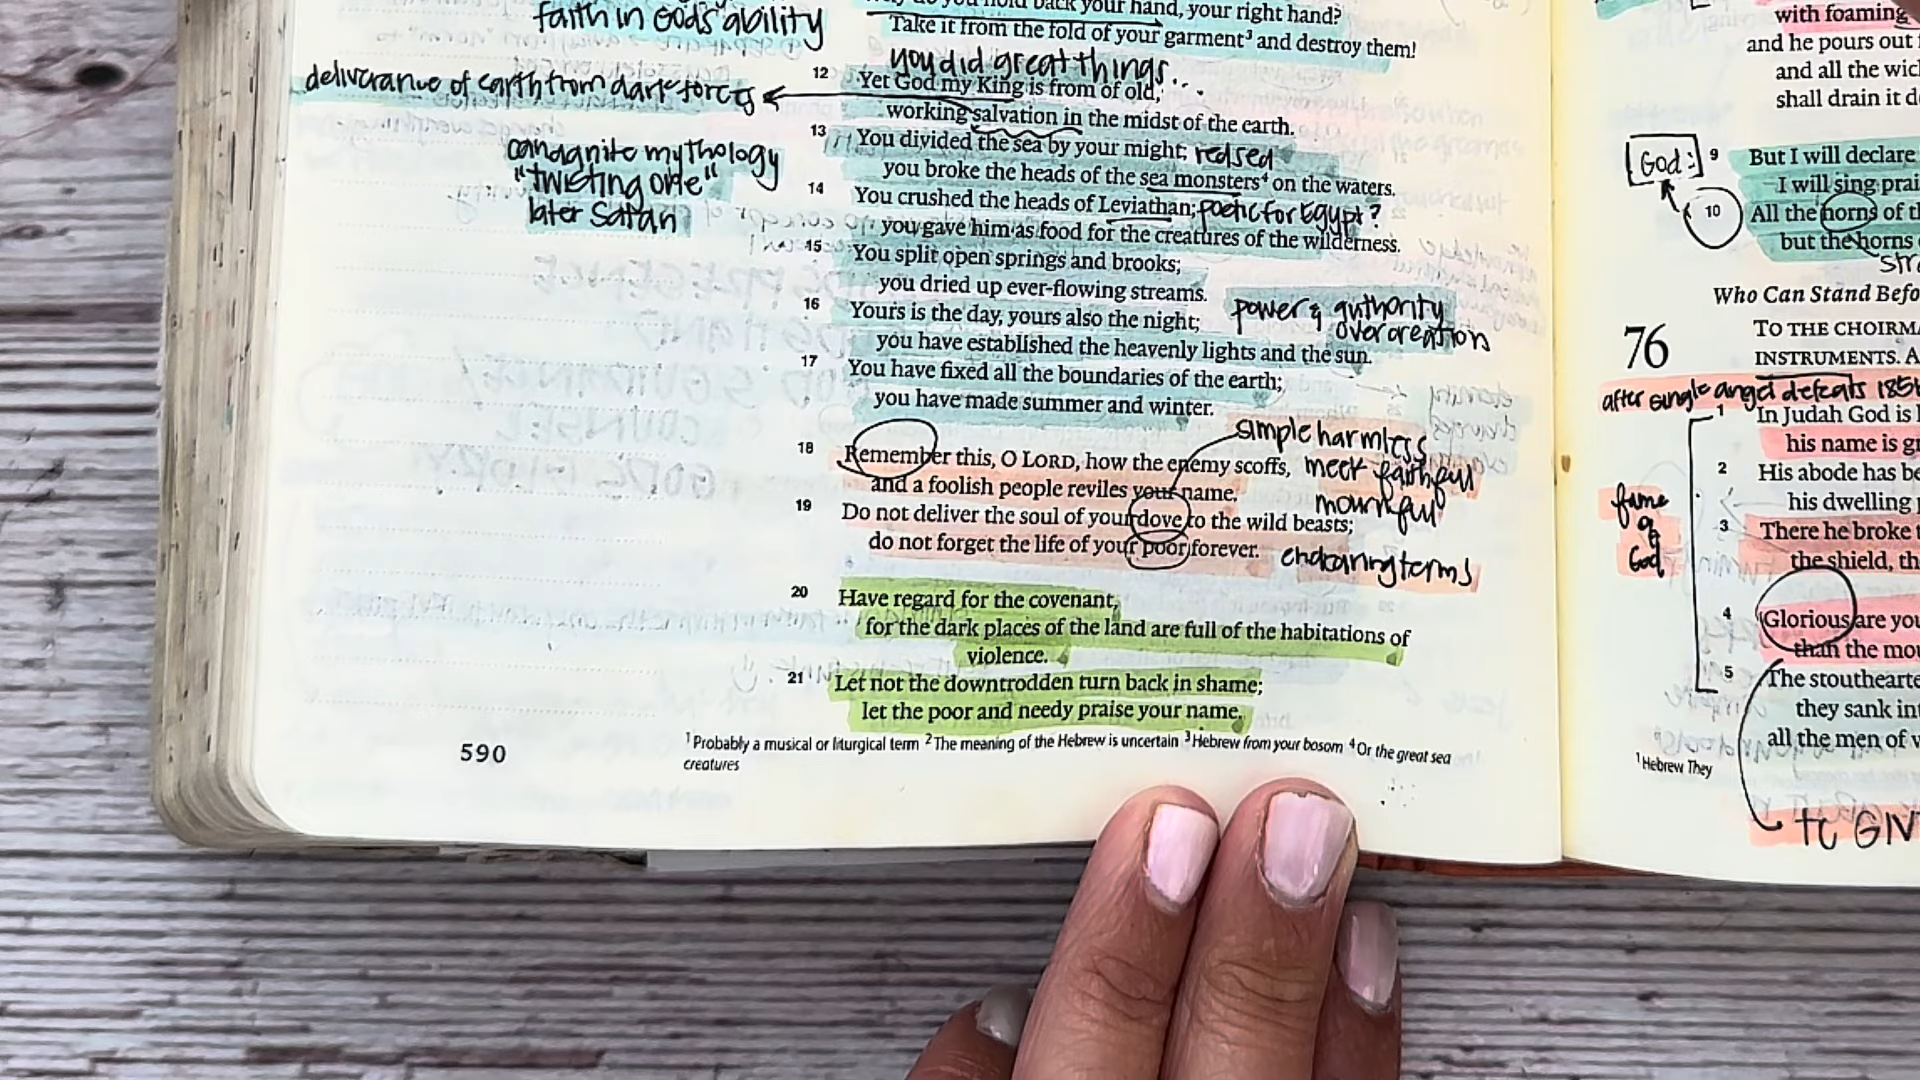 faith in God's ability
deliverance of earth from dark forces
canaanite mythology
"twisting one"
later Satan
back your hand, your right hand?
Take it from the fold of your garment³ and destroy them!
you did great things...
12 Yet God my King is from of old,
working salvation in the midst of the earth.
13 You divided the sea by your might; red sea
you broke the heads of the sea monsters⁴ on the waters.
14 You crushed the heads of Leviathan; poetic for Egypt?
you gave him as food for the creatures of the wilderness.
15 You split open springs and brooks;
you dried up ever-flowing streams.
16 Yours is the day, yours also the night;
you have established the heavenly lights and the sun.
power & authority
over creation
17 You have fixed all the boundaries of the earth;
you have made summer and winter.
simple harmless
meek faithful
mournful
18 Remember this, O LORD, how the enemy scoffs,
and a foolish people reviles your name.
19 Do not deliver the soul of your dove to the wild beasts;
do not forget the life of your poor forever.
endearing terms
20 Have regard for the covenant,
for the dark places of the land are full of the habitations of
violence.
21 Let not the downtrodden turn back in shame;
let the poor and needy praise your name.
590
¹Probably a musical or liturgical term ²The meaning of the Hebrew is uncertain ³Hebrew from your bosom ⁴Or the great sea
creatures
with foaming
and he pours out
and all the
shall drain it
God:
9 But I will declare
I will sing
10 All the horns of
but the horns
Who Can Stand
76
TO THE
INSTRUMENTS.
after single angel defeats
1 In Judah God is
his name is
2 His abode has
his dwelling
3 There he broke
the shield,
fame
of
God
4 Glorious are
than the
5 The
they sank
all the men of
¹Hebrew They
to